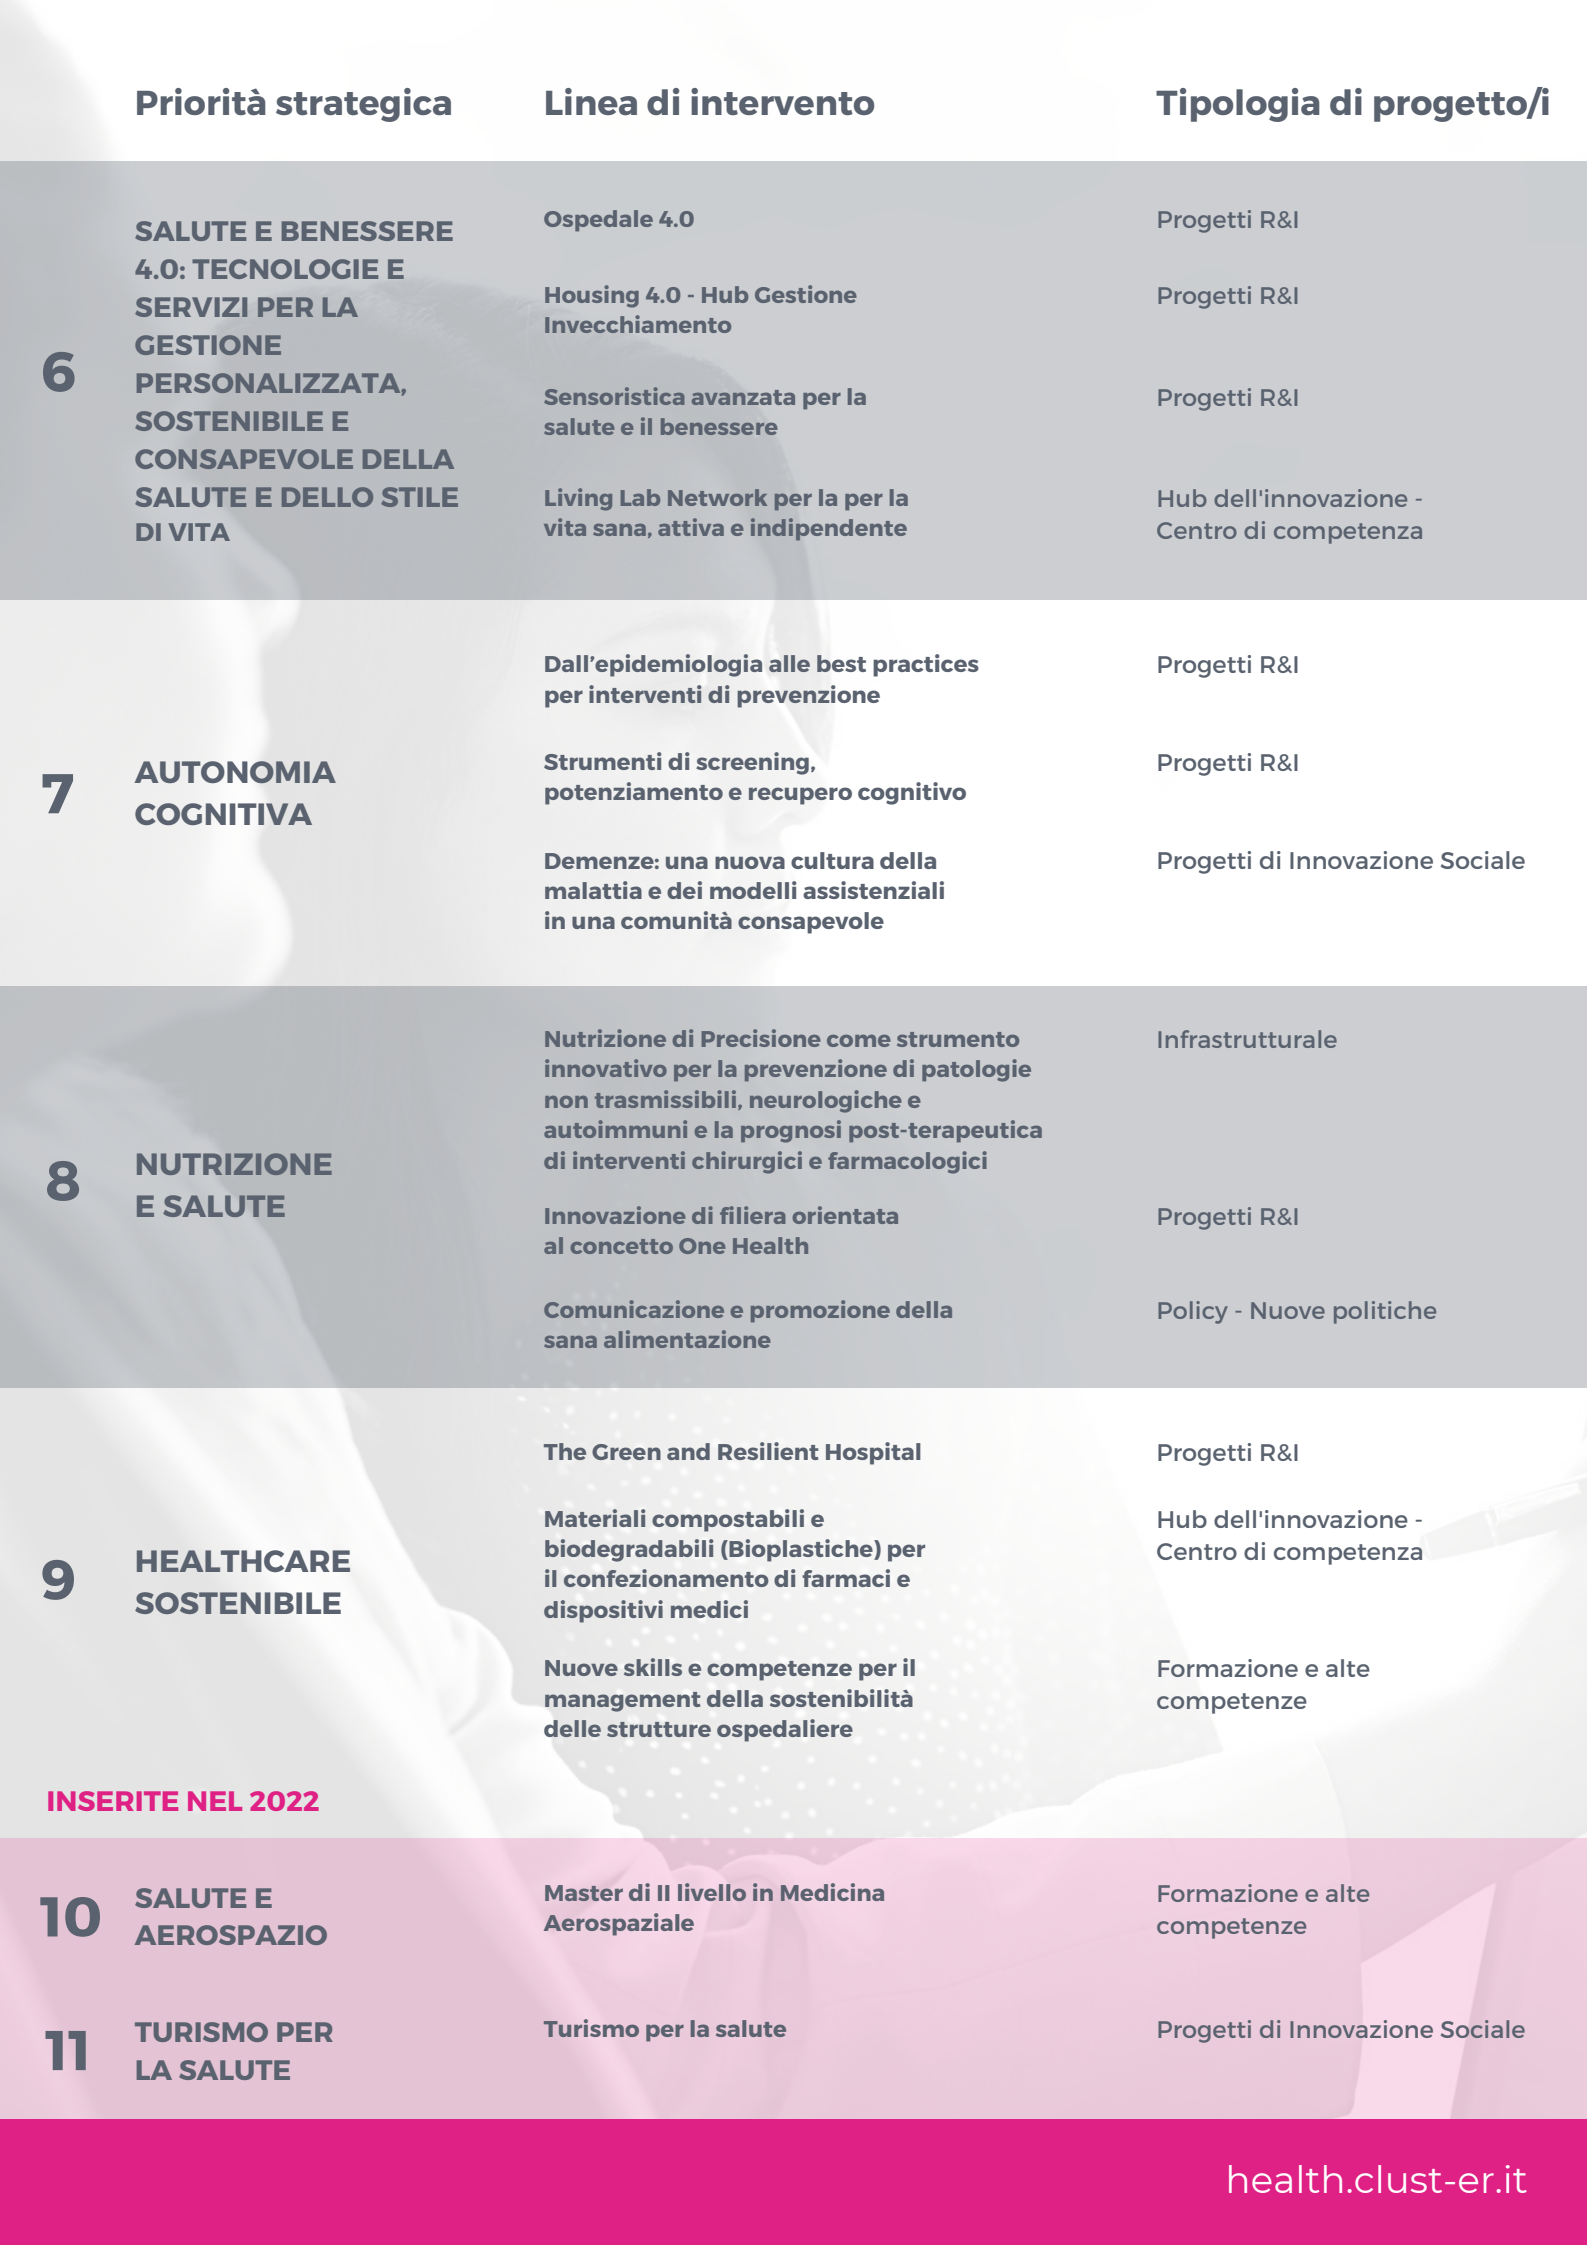 Priorità strategica
Linea di intervento
Tipologia di progetto/i
6
SALUTE E BENESSERE
4.0: TECNOLOGIE E
SERVIZI PER LA
GESTIONE
PERSONALIZZATA,
SOSTENIBILE E
CONSAPEVOLE DELLA
SALUTE E DELLO STILE
DI VITA
Ospedale 4.0
Progetti R&I
Housing 4.0 - Hub Gestione
Invecchiamento
Progetti R&I
Sensoristica avanzata per la
salute e il benessere
Progetti R&I
Living Lab Network per la per la
vita sana, attiva e indipendente
Hub dell'innovazione -
Centro di competenza
7
AUTONOMIA
COGNITIVA
Dall’epidemiologia alle best practices
per interventi di prevenzione
Progetti R&I
Strumenti di screening,
potenziamento e recupero cognitivo
Progetti R&I
Demenze: una nuova cultura della
malattia e dei modelli assistenziali
in una comunità consapevole
Progetti di Innovazione Sociale
8
NUTRIZIONE
E SALUTE
Nutrizione di Precisione come strumento
innovativo per la prevenzione di patologie
non trasmissibili, neurologiche e
autoimmuni e la prognosi post-terapeutica
di interventi chirurgici e farmacologici
Infrastrutturale
Innovazione di filiera orientata
al concetto One Health
Progetti R&I
Comunicazione e promozione della
sana alimentazione
Policy - Nuove politiche
9
HEALTHCARE
SOSTENIBILE
The Green and Resilient Hospital
Progetti R&I
Materiali compostabili e
biodegradabili (Bioplastiche) per
il confezionamento di farmaci e
dispositivi medici
Hub dell'innovazione -
Centro di competenza
Nuove skills e competenze per il
management della sostenibilità
delle strutture ospedaliere
Formazione e alte
competenze
INSERITE NEL 2022
10
SALUTE E
AEROSPAZIO
Master di II livello in Medicina
Aerospaziale
Formazione e alte
competenze
11
TURISMO PER
LA SALUTE
Turismo per la salute
Progetti di Innovazione Sociale
health.clust-er.it